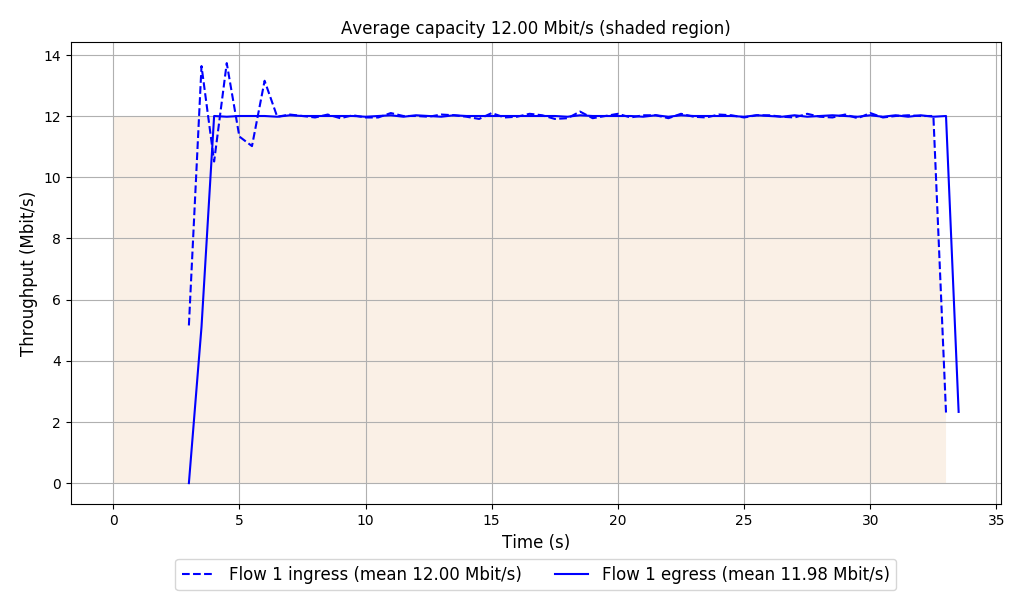 Average capacity 12.00 Mbit/s (shaded region)
Throughput (Mbit/s)
14
12
10
8
6
4
2
0
0 5 10 15 20 25 30 35
Time (s)
Flow 1 ingress (mean 12.00 Mbit/s) Flow 1 egress (mean 11.98 Mbit/s)